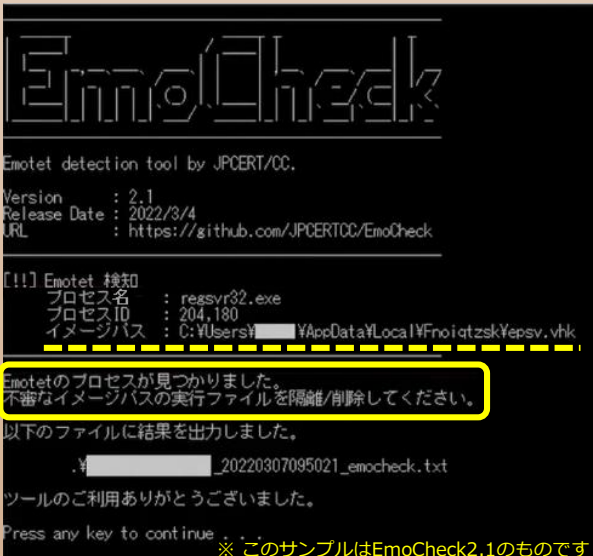 EmoCheck
Emotet detection tool by JPCERT/CC.
Version : 2.1
Release Date : 2022/3/4
URL : https://github.com/JPCERTCC/EmoCheck
[!!] Emotet 検知
プロセス名 : regsvr32.exe
プロセスID : 204,180
イメージパス : C:¥Users¥ ¥AppData¥Local¥Fnoiqtzsk¥epsv.vhk
Emotetのプロセスが見つかりました。
不審なイメージパスの実行ファイルを隔離/削除してください。
以下のファイルに結果を出力しました。
.¥ _20220307095021_emocheck.txt
ツールのご利用ありがとうございました。
Press any key to continue . . .
※ このサンプルはEmoCheck2.1のものです